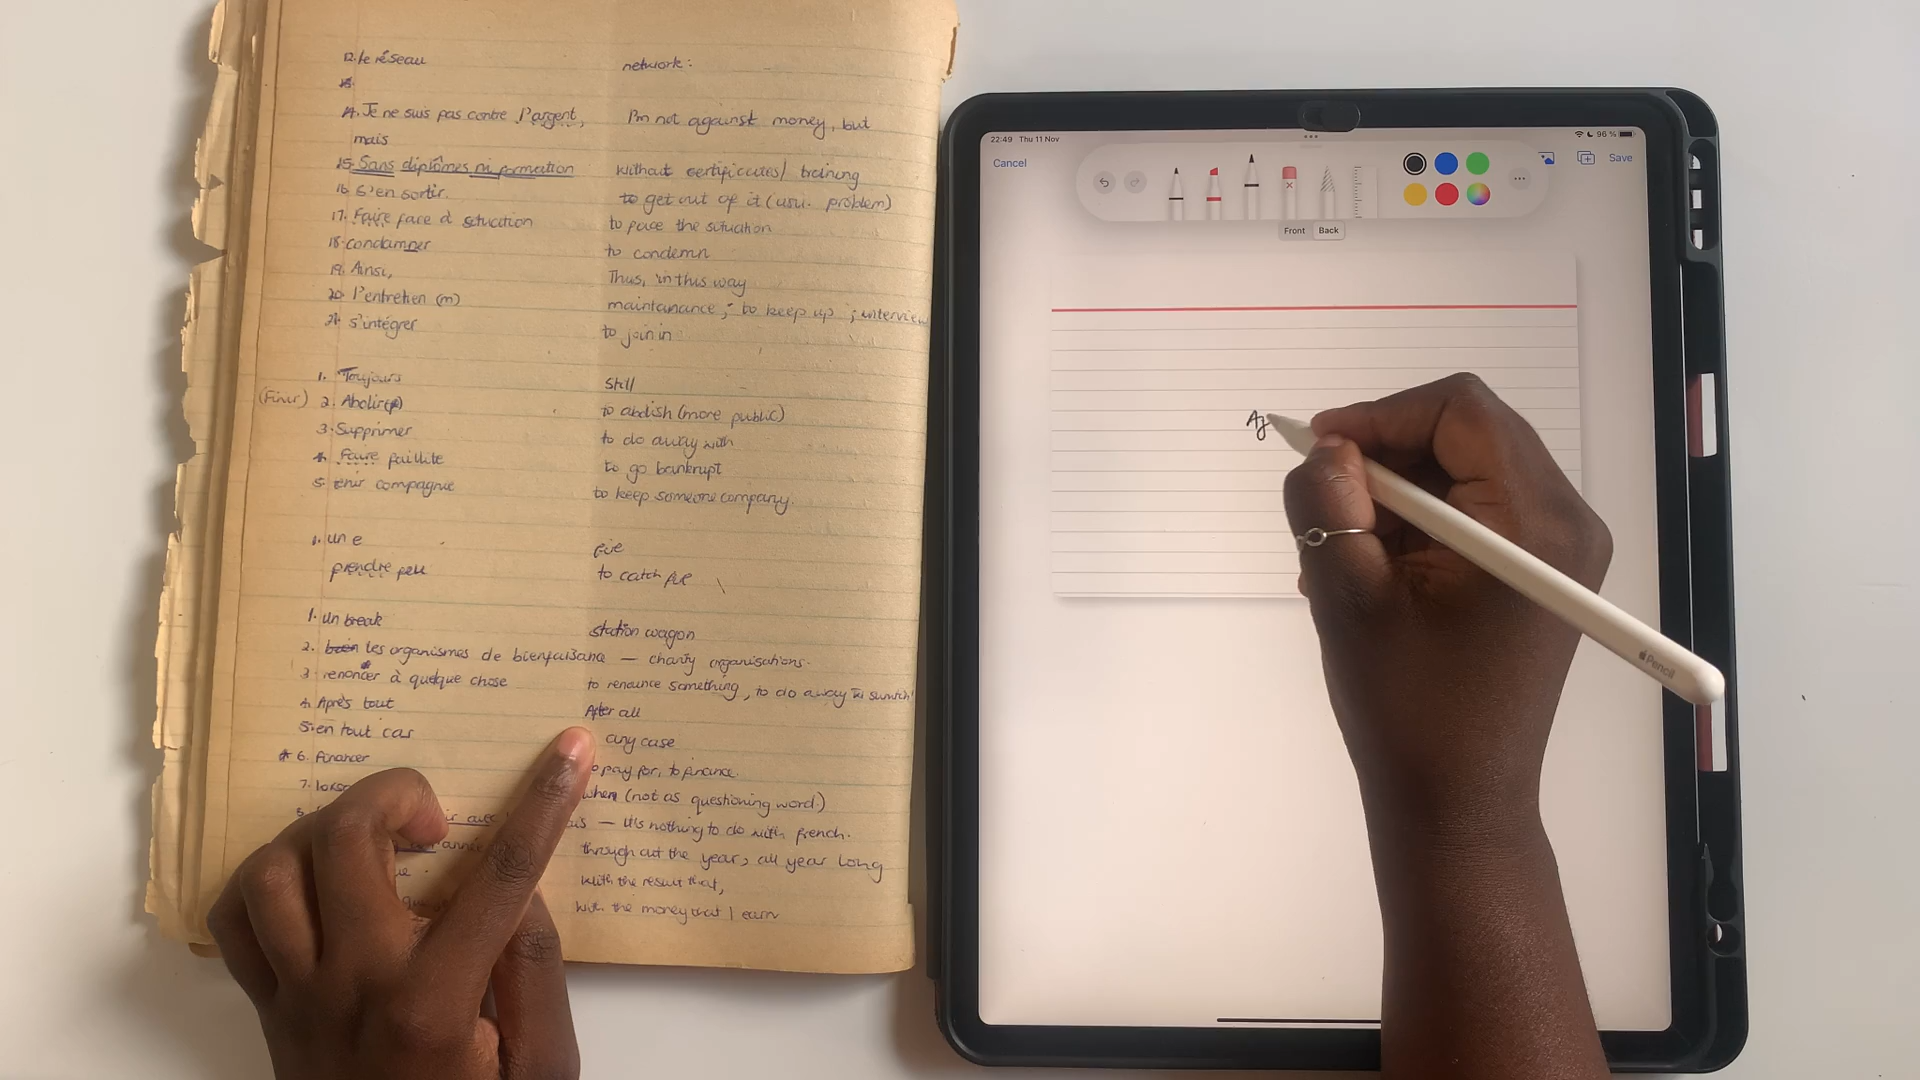 12. le réseau network:
14. Je ne suis pas contre l'argent, I'm not against money, but
mais
15. Sans diplômes ni formation without certificates/ training
16 S'en sortir. to get out of it (usu. problem)
17. Faire face à situation to face the situation
18. condamner to condemn
19. Ainsi, Thus, in this way
20. l'entretien (m) maintanance; to keep up; interview
21. s'intégrer to join in
1. Toujours Still
(Finir) 2. Abolir to abolish (more public)
3. Supprimer to do away with
4. Faire faillite to go bankrupt
5. tenir compagnie to keep someone company.
1. un e fire
prendre feu to catch fire
1. un break station wagon
2. les organismes de bienfaisance — charity organisations.
3 renoncer à quelque chose to renounce something, to do away
4. Après tout After all
5. en tout cas any case
* 6. Financer to pay for, to finance.
7. when (not as questioning word)
8. avec — it's nothing to do with french.
l'année through out the year, all year long
with the result that,
with the money that I earn
22:49 Thu 11 Nov 96 %
Cancel Save
Front Back
Af
Pencil